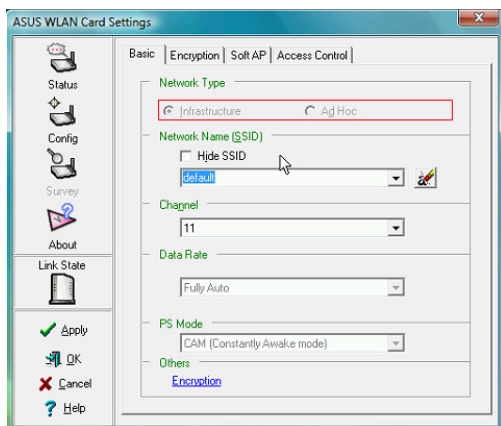 ASUS WLAN Card Settings
Status
Config
Survey
About
Link State
Apply
OK
Cancel
Help
Basic
Encryption
Soft AP
Access Control
Network Type
Infrastructure
Ad Hoc
Network Name (SSID)
Hide SSID
default
Channel
11
Data Rate
Fully Auto
PS Mode
CAM (Constantly Awake mode)
Others
Encryption